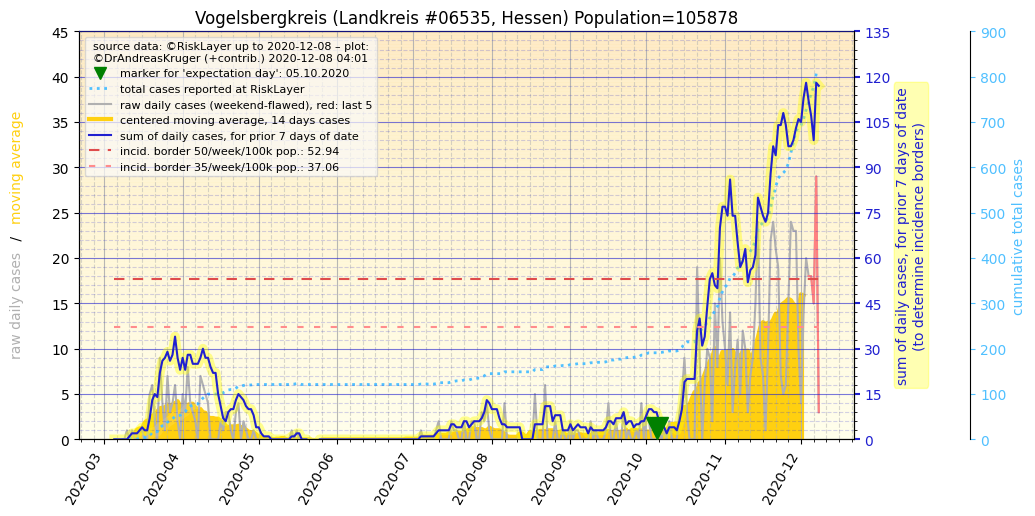 Vogelsbergkreis (Landkreis #06535, Hessen) Population=105878
source data: ©RiskLayer up to 2020-12-08 – plot:
©DrAndreasKruger (+contrib.) 2020-12-08 04:01
marker for 'expectation day': 05.10.2020
total cases reported at RiskLayer
raw daily cases (weekend-flawed), red: last 5
centered moving average, 14 days cases
sum of daily cases, for prior 7 days of date
incid. border 50/week/100k pop.: 52.94
incid. border 35/week/100k pop.: 37.06
raw daily cases / moving average
45
40
35
30
25
20
15
10
5
0
2020-03
2020-04
2020-05
2020-06
2020-07
2020-08
2020-09
2020-10
2020-11
2020-12
135
120
105
90
75
60
45
30
15
0
sum of daily cases, for prior 7 days of date
(to determine incidence borders)
900
800
700
600
500
400
300
200
100
0
cumulative total cases